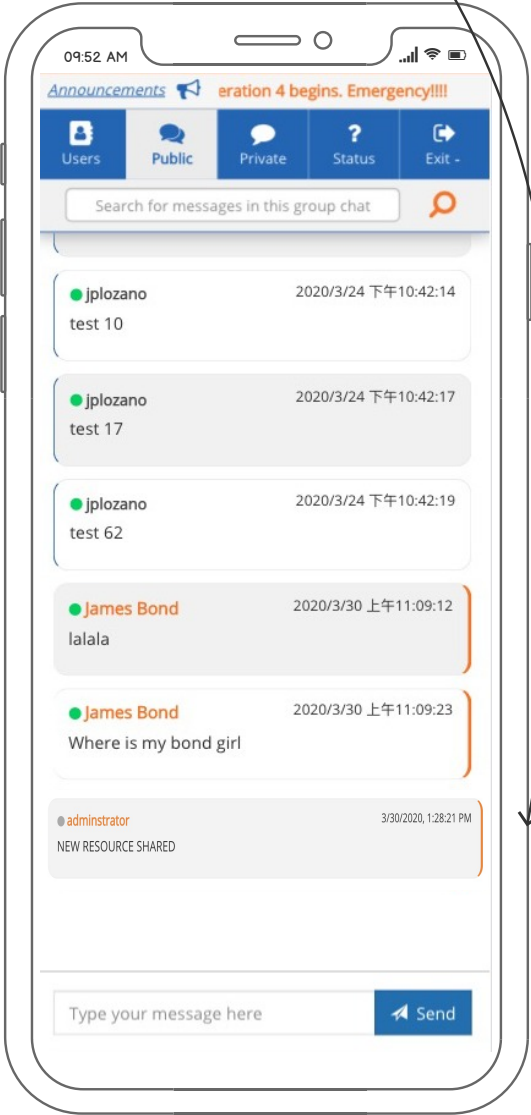 09:52 AM
Announcements eration 4 begins. Emergency!!!!
Users Public Private Status Exit
Search for messages in this group chat
jplozano 2020/3/24 下午10:42:14
test 10
jplozano 2020/3/24 下午10:42:17
test 17
jplozano 2020/3/24 下午10:42:19
test 62
James Bond 2020/3/30 上午11:09:12
lalala
James Bond 2020/3/30 上午11:09:23
Where is my bond girl
adminstrator 3/30/2020, 1:28:21 PM
NEW RESOURCE SHARED
Type your message here Send